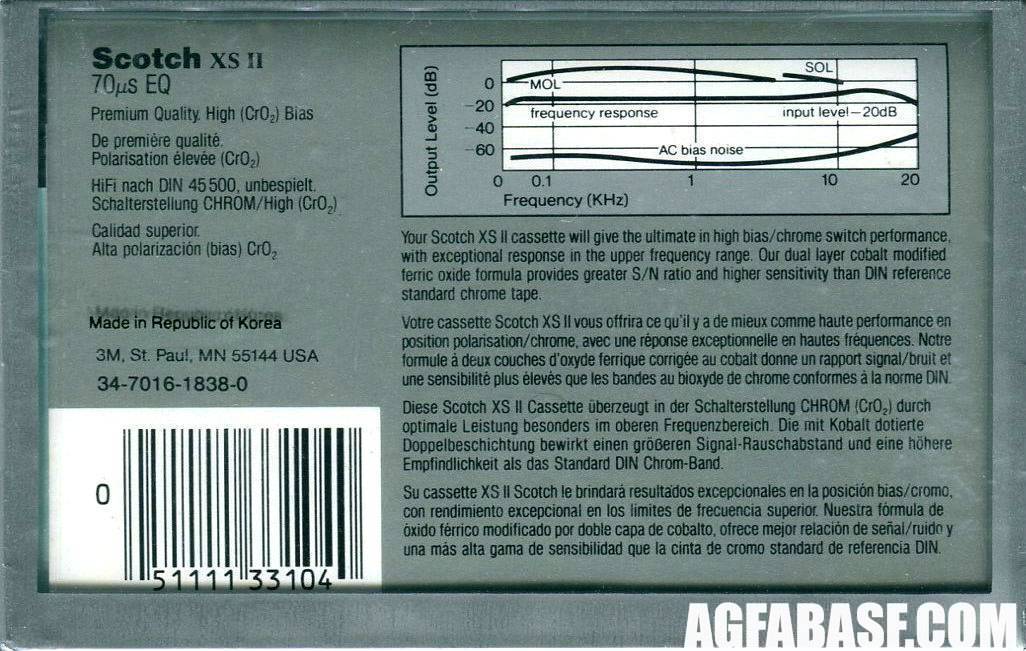 Scotch XS II
70µS EQ
Premium Quality. High (CrO₂) Bias
De première qualité.
Polarisation élevée (CrO₂)
HiFi nach DIN 45500, unbespielt.
Schalterstellung CHROM/High (CrO₂)
Calidad superior.
Alta polarización (bias) CrO₂
Made in Republic of Korea
3M, St. Paul, MN 55144 USA
34-7016-1838-0
0
51111 33104
Output Level (dB)
0
-20
-40
-60
MOL
SOL
frequency response
input level-20dB
AC bias noise
0 0.1 1 10 20
Frequency (KHz)
Your Scotch XS II cassette will give the ultimate in high bias/chrome switch performance,
with exceptional response in the upper frequency range. Our dual layer cobalt modified
ferric oxide formula provides greater S/N ratio and higher sensitivity than DIN reference
standard chrome tape.
Votre cassette Scotch XS II vous offrira ce qu'il y a de mieux comme haute performance en
position polarisation/chrome, avec une réponse exceptionnelle en hautes fréquences. Notre
formule à deux couches d'oxyde ferrique corrigée au cobalt donne un rapport signal/bruit et
une sensibilité plus élevés que les bandes au bioxyde de chrome conformes à la norme DIN.
Diese Scotch XS II Cassette überzeugt in der Schalterstellung CHROM (CrO₂) durch
optimale Leistung besonders im oberen Frequenzbereich. Die mit Kobalt dotierte
Doppelbeschichtung bewirkt einen größeren Signal-Rauschabstand und eine höhere
Empfindlichkeit als das Standard DIN Chrom-Band.
Su cassette XS II Scotch le brindará resultados excepcionales en la posición bias/cromo,
con rendimiento excepcional en los limites de frecuencia superior. Nuestra fórmula de
óxido férrico modificado por doble capa de cobalto, ofrece mejor relación de señal/ruido y
una más alta gama de sensibilidad que la cinta de cromo standard de referencia DIN.
AGFABASF.COM